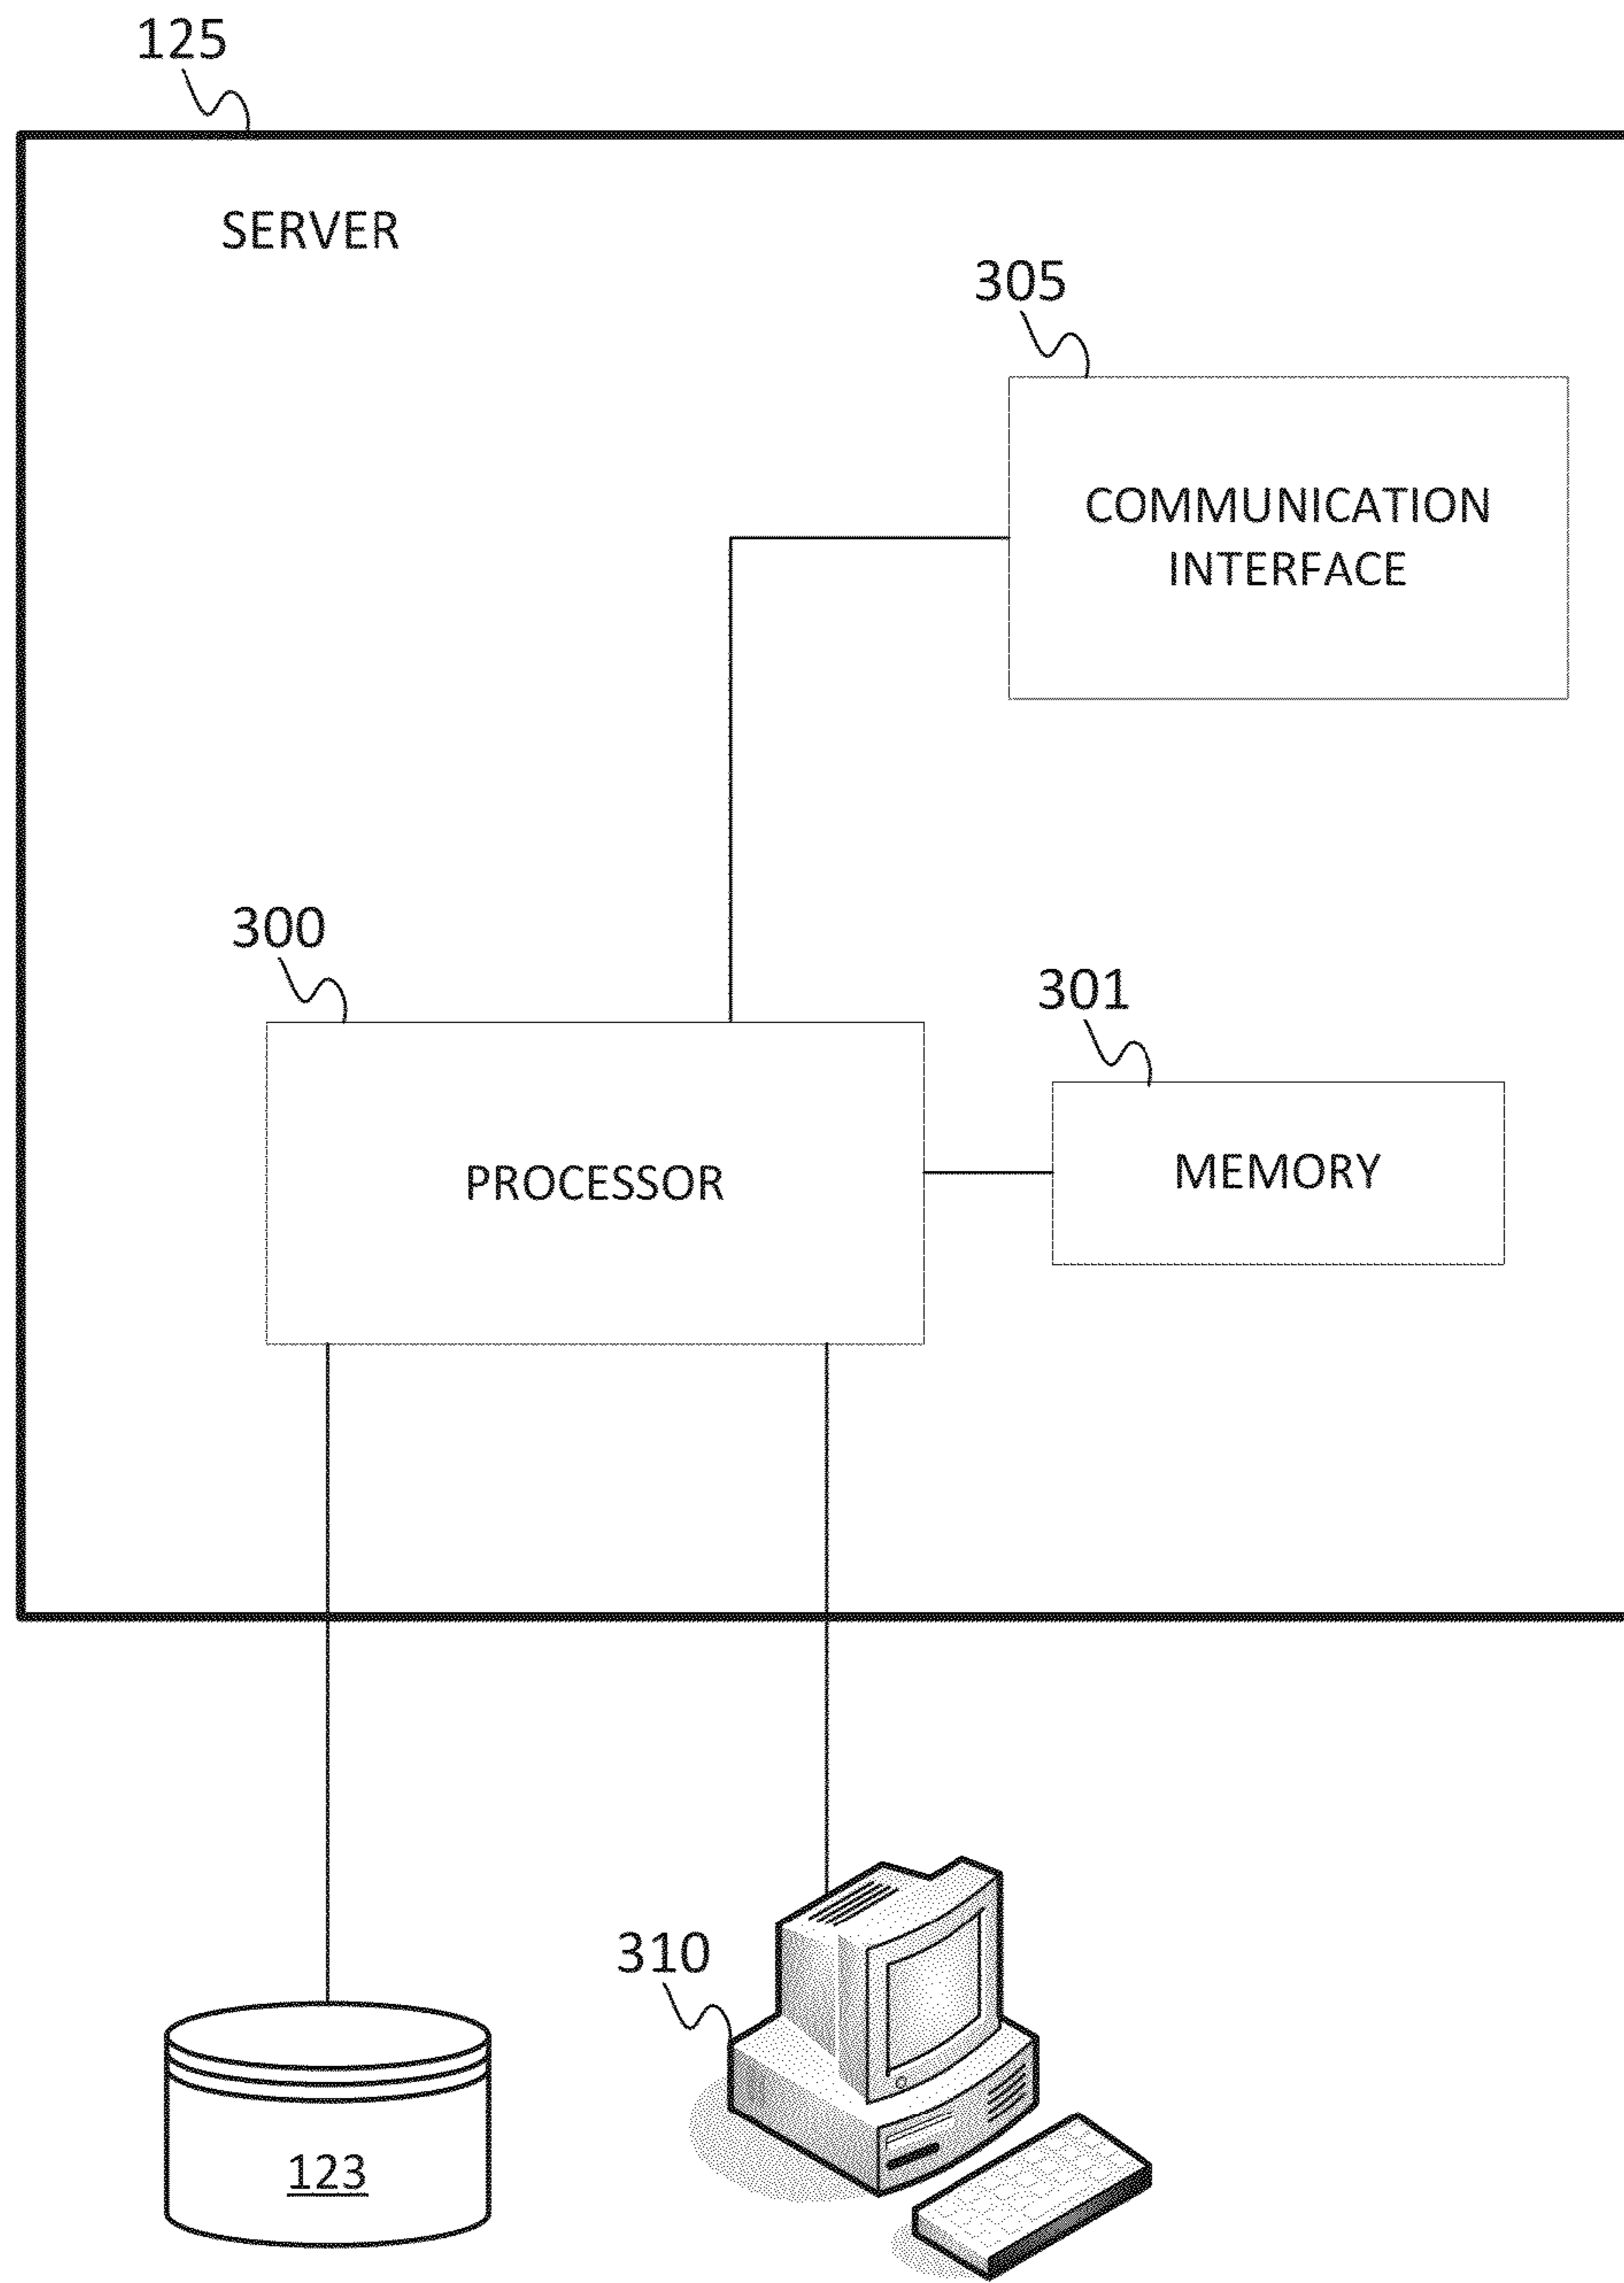 125
SERVER
305
COMMUNICATION
INTERFACE
300
301
PROCESSOR
MEMORY
310
123